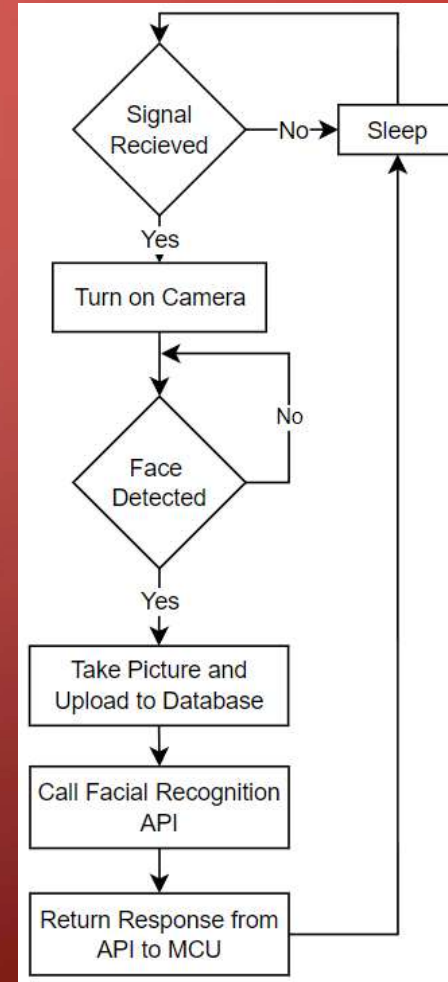 Signal
Recieved
No
Sleep
Yes
Turn on Camera
No
Face
Detected
Yes
Take Picture and
Upload to Database
Call Facial Recognition
API
Return Response from
API to MCU